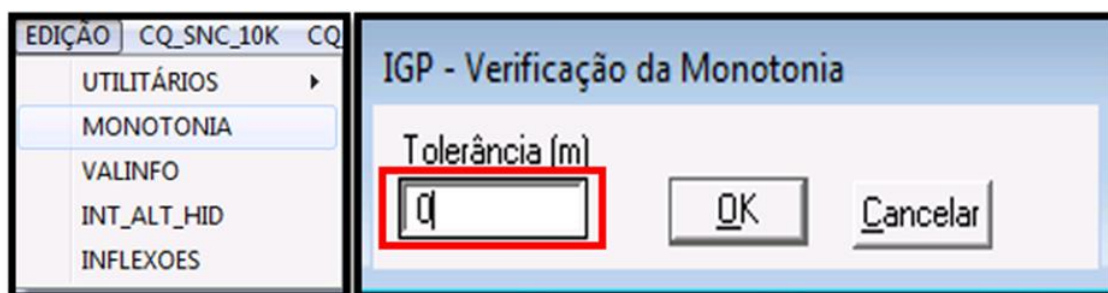 EDIÇÃO CQ_SNC_10K CQ
UTILITÁRIOS
MONOTONIA
VALINFO
INT_ALT_HID
INFLEXOES
IGP - Verificação da Monotonia
Tolerância (m)
0
OK Cancelar